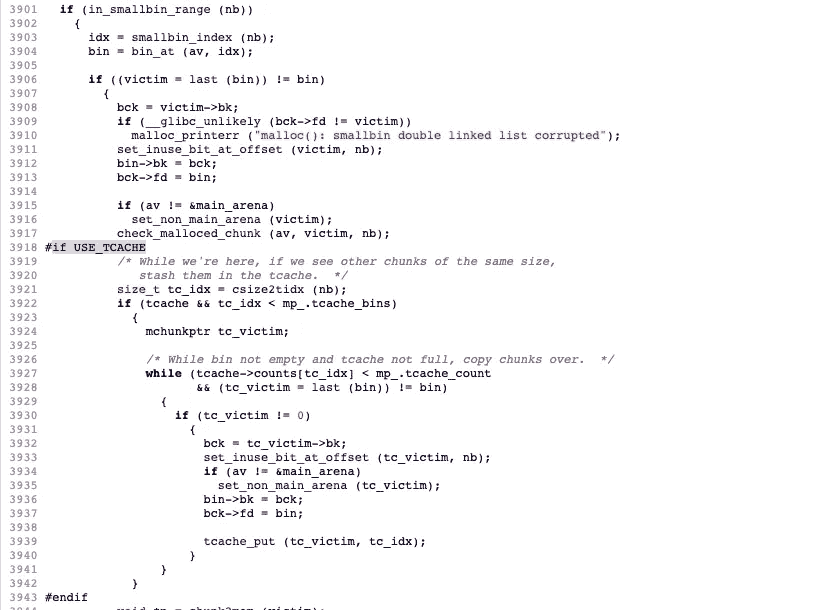 3901 if (in_smallbin_range (nb))
3902 {
3903 idx = smallbin_index (nb);
3904 bin = bin_at (av, idx);
3905
3906 if ((victim = last (bin)) != bin)
3907 {
3908 bck = victim->bk;
3909 if (__glibc_unlikely (bck->fd != victim))
3910 malloc_printerr ("malloc(): smallbin double linked list corrupted");
3911 set_inuse_bit_at_offset (victim, nb);
3912 bin->bk = bck;
3913 bck->fd = bin;
3914
3915 if (av != &main_arena)
3916 set_non_main_arena (victim);
3917 check_malloced_chunk (av, victim, nb);
3918 #if USE_TCACHE
3919 /* While we're here, if we see other chunks of the same size,
3920 stash them in the tcache. */
3921 size_t tc_idx = csize2tidx (nb);
3922 if (tcache && tc_idx < mp_.tcache_bins)
3923 {
3924 mchunkptr tc_victim;
3925
3926 /* While bin not empty and tcache not full, copy chunks over. */
3927 while (tcache->counts[tc_idx] < mp_.tcache_count
3928 && (tc_victim = last (bin)) != bin)
3929 {
3930 if (tc_victim != 0)
3931 {
3932 bck = tc_victim->bk;
3933 set_inuse_bit_at_offset (tc_victim, nb);
3934 if (av != &main_arena)
3935 set_non_main_arena (tc_victim);
3936 bin->bk = bck;
3937 bck->fd = bin;
3938
3939 tcache_put (tc_victim, tc_idx);
3940 }
3941 }
3942 }
3943 #endif